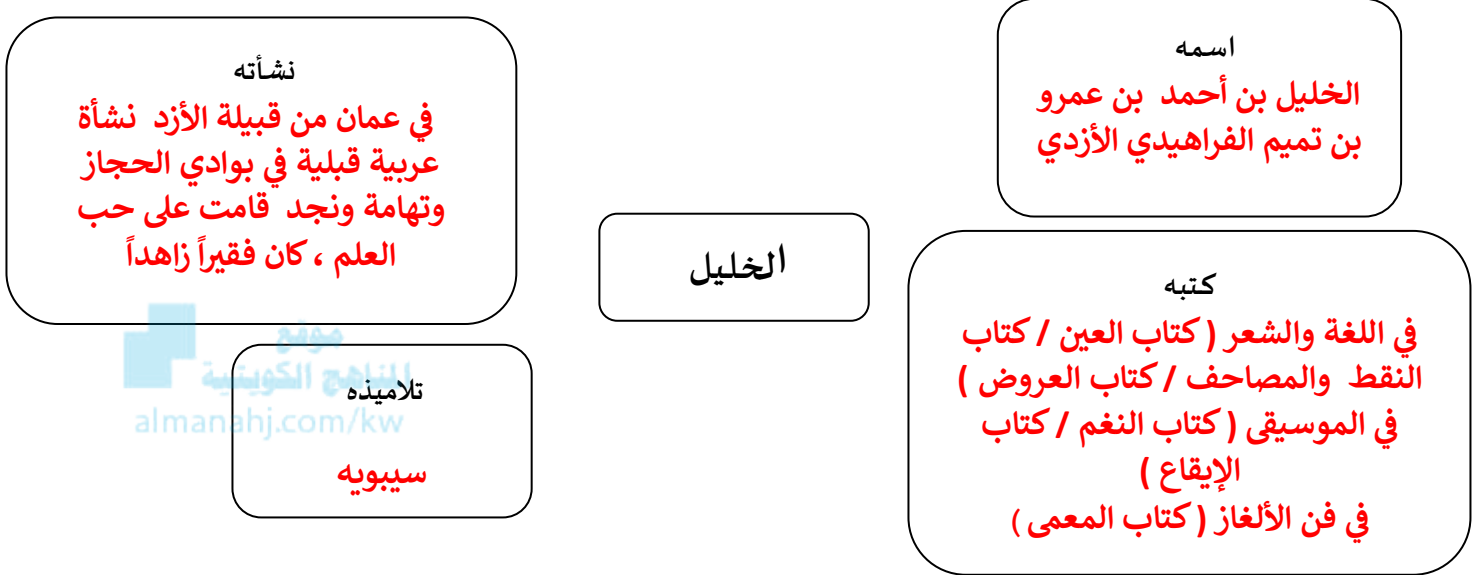 اسمه
الخليل بن أحمد بن عمرو
بن تميم الفراهيدي الأزدي
نشأته
في عمان من قبيلة الأزد نشأة
عربية قبلية في بوادي الحجاز
وتهامة ونجد قامت على حب
العلم ، كان فقيراً زاهداً
الخليل
كتبه
في اللغة والشعر ( كتاب العين / كتاب
النقط والمصاحف / كتاب العروض )
في الموسيقى ( كتاب النغم / كتاب
الإيقاع )
في فن الألغاز ( كتاب المعمى )
تلاميذه
سيبويه
موقع
المناهج الكويتية
almanahj.com/kw